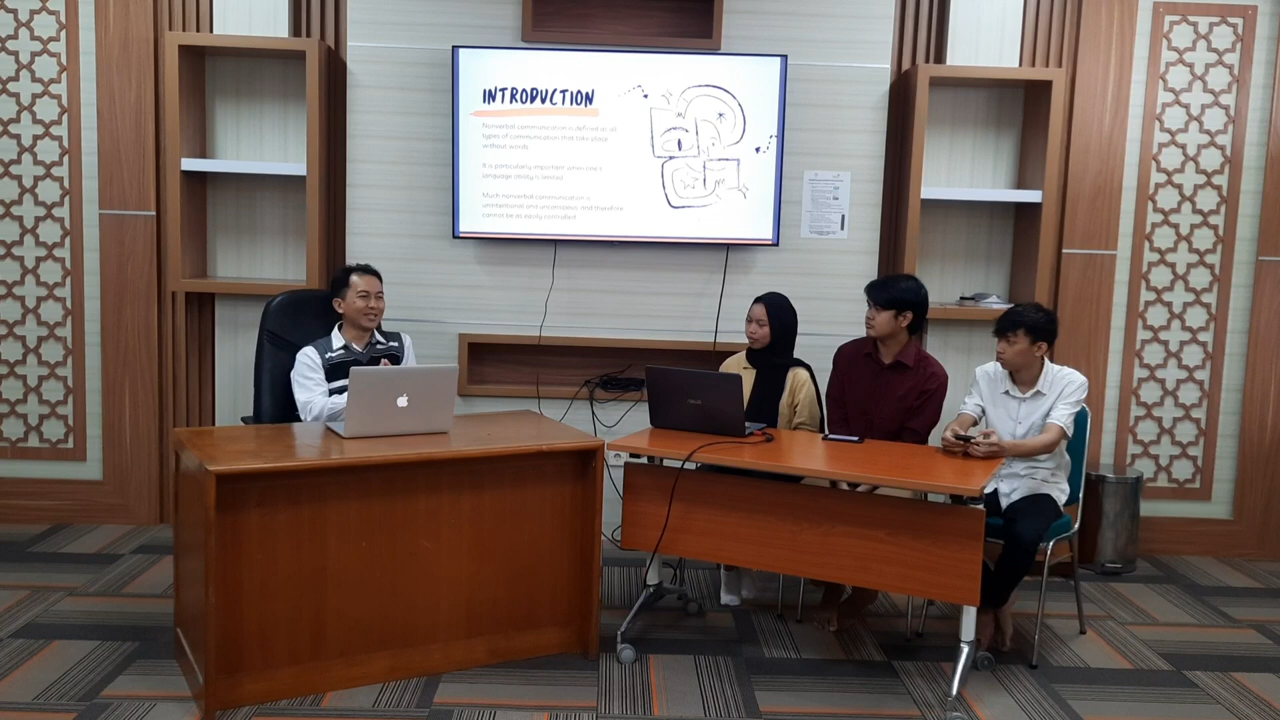 INTRODUCTION
Nonverbal communication is defined as all
types of communication that take place
without words.
It is particularly important when one's
language ability is limited.
Much nonverbal communication is
unintentional and unconscious, and therefore
cannot be as easily controlled.
ASUS